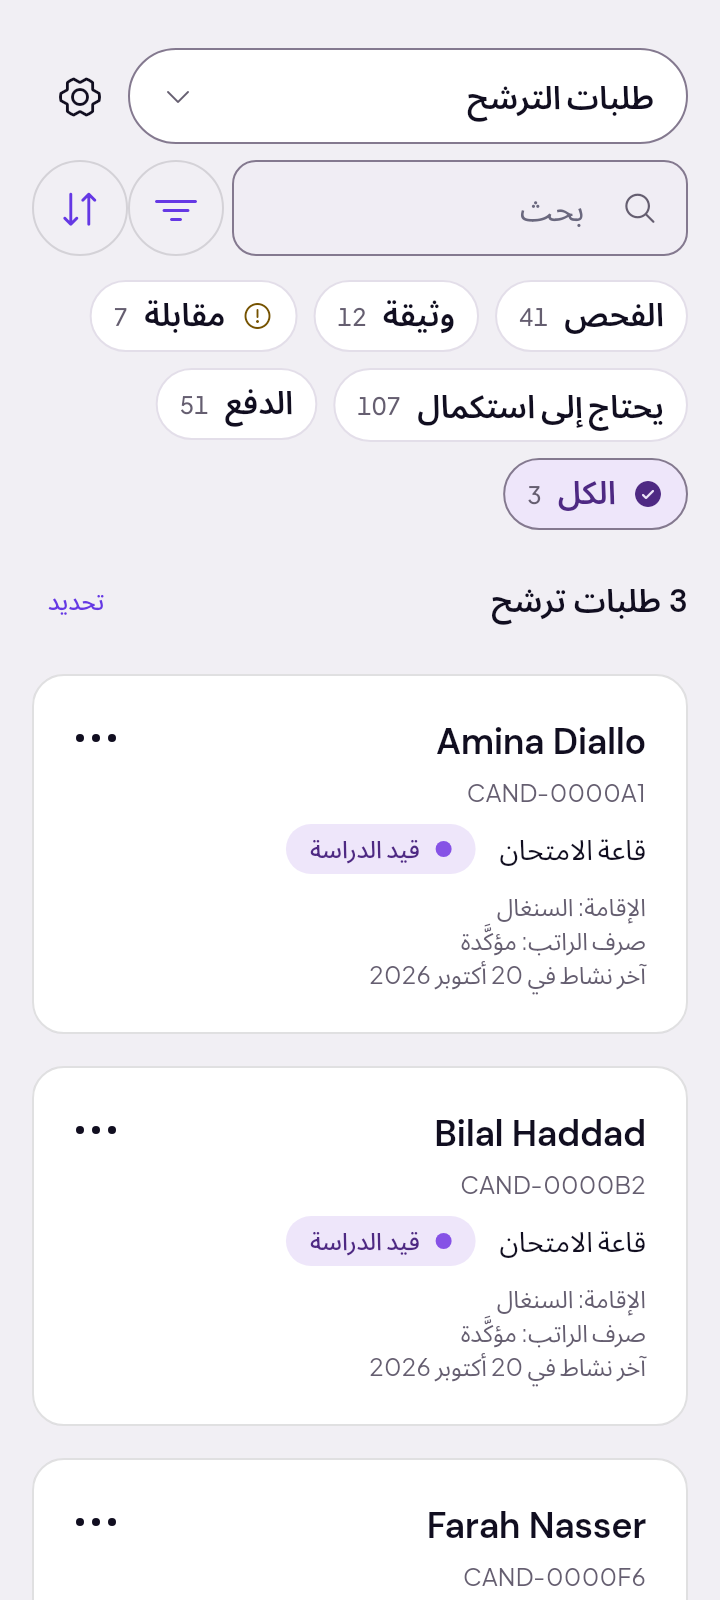 طلبات الترشح
بحث
الفحص 41
وثيقة 12
مقابلة 7
يحتاج إلى استكمال 107
الدفع 51
الكل 3
3 طلبات ترشح
تحديد
Amina Diallo
CAND-0000A1
قاعة الامتحان
قيد الدراسة
الإقامة: السنغال
صرف الراتب: مؤكَّدة
آخر نشاط في 20 أكتوبر 2026
Bilal Haddad
CAND-0000B2
قاعة الامتحان
قيد الدراسة
الإقامة: السنغال
صرف الراتب: مؤكَّدة
آخر نشاط في 20 أكتوبر 2026
Farah Nasser
CAND-0000F6